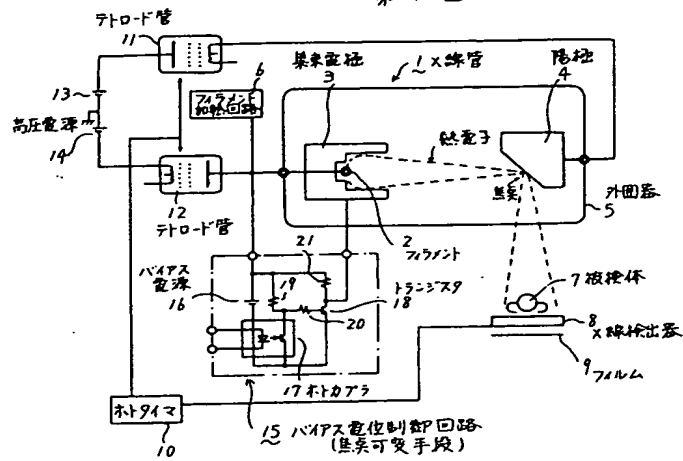 テトロード管
11
13
高圧電源
14
12
テトロード管
6
フィラメント
加熱回路
集束電極
3
1 X線管
陽極
4
熱電子
焦点
外囲器
5
2
フィラメント
21
バイアス
電源
16
19
トランジスタ
18
20
17 ホトカプラ
7 被検体
8
X線検出器
9 フィルム
ホトタイマ
10
15 バイアス電位制御回路
(焦点可変手段)